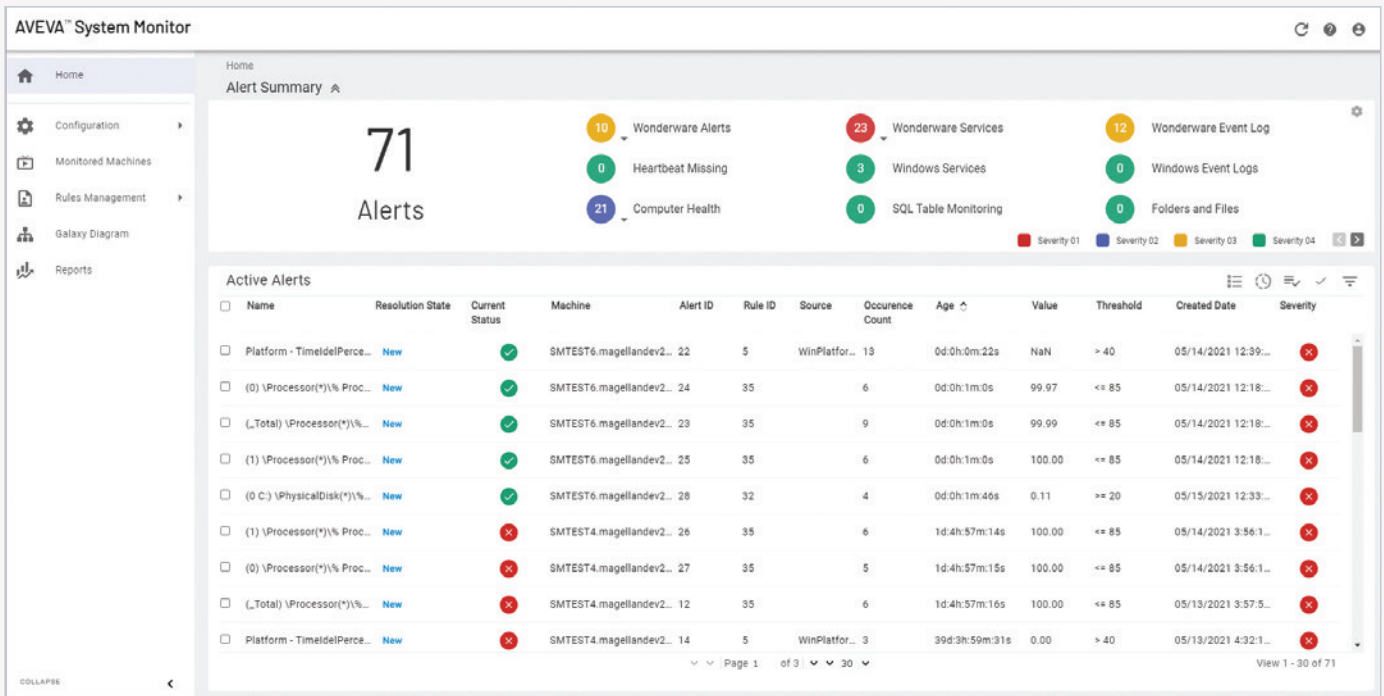 AVEVA™ System Monitor
Home
Configuration
Monitored Machines
Rules Management
Galaxy Diagram
Reports
COLLAPSE
Home
Alert Summary
71
Alerts
10 Wonderware Alerts
23 Wonderware Services
12 Wonderware Event Log
0 Heartbeat Missing
3 Windows Services
0 Windows Event Logs
21 Computer Health
0 SQL Table Monitoring
0 Folders and Files
Severity 01 Severity 02 Severity 03 Severity 04
Active Alerts
Name Resolution State Current Status Machine Alert ID Rule ID Source Occurence Count Age Value Threshold Created Date Severity
Platform - TimeIdelPerce... New SMTEST6.magellandev2... 22 5 WinPlatfor... 13 0d:0h:0m:22s NaN > 40 05/14/2021 12:39:...
(0) \Processor(*)\% Proc... New SMTEST6.magellandev2... 24 35 6 0d:0h:1m:0s 99.97 <= 85 05/14/2021 12:18:...
(_Total) \Processor(*)\%... New SMTEST6.magellandev2... 23 35 9 0d:0h:1m:0s 99.99 <= 85 05/14/2021 12:18:...
(1) \Processor(*)\% Proc... New SMTEST6.magellandev2... 25 35 6 0d:0h:1m:0s 100.00 <= 85 05/14/2021 12:18:...
(0 C:) \PhysicalDisk(*)\%... New SMTEST6.magellandev2... 28 32 4 0d:0h:1m:46s 0.11 >= 20 05/15/2021 12:33:...
(1) \Processor(*)\% Proc... New SMTEST4.magellandev2... 26 35 6 1d:4h:57m:14s 100.00 <= 85 05/14/2021 3:56:1...
(0) \Processor(*)\% Proc... New SMTEST4.magellandev2... 27 35 5 1d:4h:57m:15s 100.00 <= 85 05/14/2021 3:56:1...
(_Total) \Processor(*)\%... New SMTEST4.magellandev2... 12 35 6 1d:4h:57m:16s 100.00 <= 85 05/13/2021 3:57:5...
Platform - TimeIdelPerce... New SMTEST4.magellandev2... 14 5 WinPlatfor... 3 39d:3h:59m:31s 0.00 > 40 05/13/2021 4:32:1...
Page 1 of 3 30
View 1 - 30 of 71